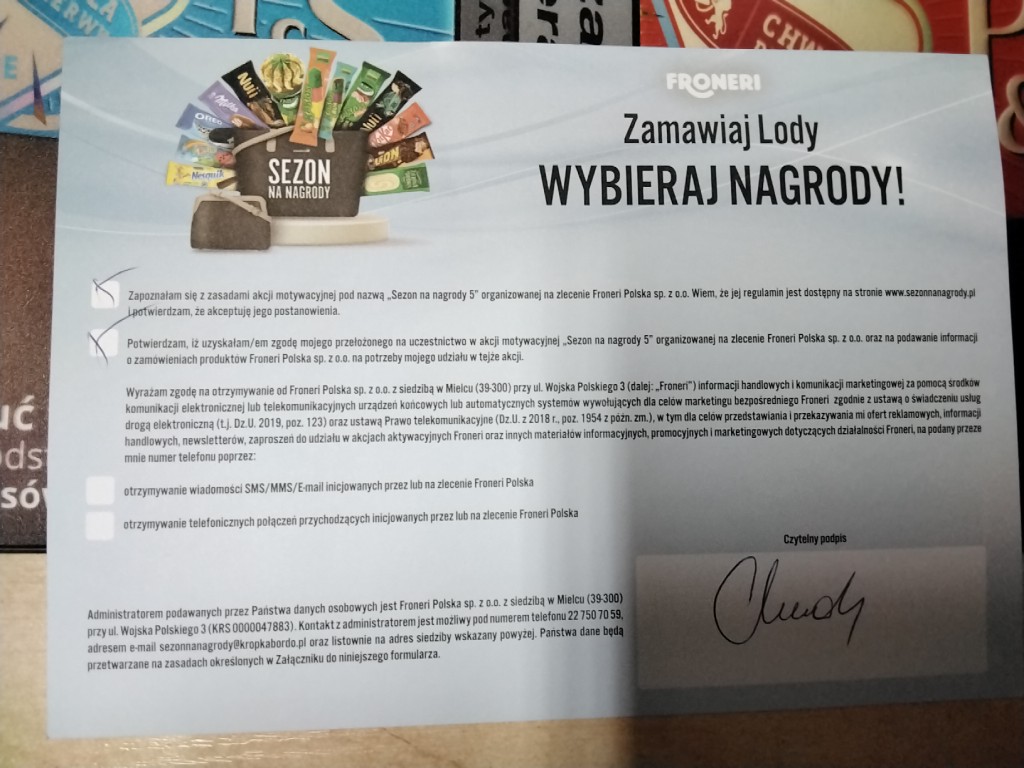 FRONERI
Zamawiaj Lody
WYBIERAJ NAGRODY!
Nuii
Milka
OREO
Nesquik
Nuii
LION
SEZON
NA NAGRODY
Zapoznałam się z zasadami akcji motywacyjnej pod nazwą „Sezon na nagrody 5” organizowanej na zlecenie Froneri Polska sp. z o.o. Wiem, że jej regulamin jest dostępny na stronie www.sezonnanagrody.pl
i potwierdzam, że akceptuję jego postanowienia.
Potwierdzam, iż uzyskałam/em zgodę mojego przełożonego na uczestnictwo w akcji motywacyjnej „Sezon na nagrody 5” organizowanej na zlecenie Froneri Polska sp. z o.o. oraz na podawanie informacji
o zamówieniach produktów Froneri Polska sp. z o.o. na potrzeby mojego udziału w tejże akcji.
Wyrażam zgodę na otrzymywanie od Froneri Polska sp. z o.o. z siedzibą w Mielcu (39-300) przy ul. Wojska Polskiego 3 (dalej: „Froneri”) informacji handlowych i komunikacji marketingowej za pomocą środków
komunikacji elektronicznej lub telekomunikacyjnych urządzeń końcowych lub automatycznych systemów wywołujących dla celów marketingu bezpośredniego Froneri zgodnie z ustawą o świadczeniu usług
drogą elektroniczną (t.j. Dz.U. 2019, poz. 123) oraz ustawą Prawo telekomunikacyjne (Dz.U. z 2018 r., poz. 1954 z późn. zm.), w tym dla celów przedstawiania i przekazywania mi ofert reklamowych, informacji
handlowych, newsletterów, zaproszeń do udziału w akcjach aktywacyjnych Froneri oraz innych materiałów informacyjnych, promocyjnych i marketingowych dotyczących działalności Froneri, na podany przeze
mnie numer telefonu poprzez:
otrzymywanie wiadomości SMS/MMS/E-mail inicjowanych przez lub na zlecenie Froneri Polska
otrzymywanie telefonicznych połączeń przychodzących inicjowanych przez lub na zlecenie Froneri Polska
Czytelny podpis
Administratorem podawanych przez Państwa danych osobowych jest Froneri Polska sp. z o.o. z siedzibą w Mielcu (39-300)
przy ul. Wojska Polskiego 3 (KRS 0000047883). Kontakt z administratorem jest możliwy pod numerem telefonu 22 750 70 59,
adresem e-mail sezonnanagrody@kropkabordo.pl oraz listownie na adres siedziby wskazany powyżej. Państwa dane będą
przetwarzane na zasadach określonych w Załączniku do niniejszego formularza.